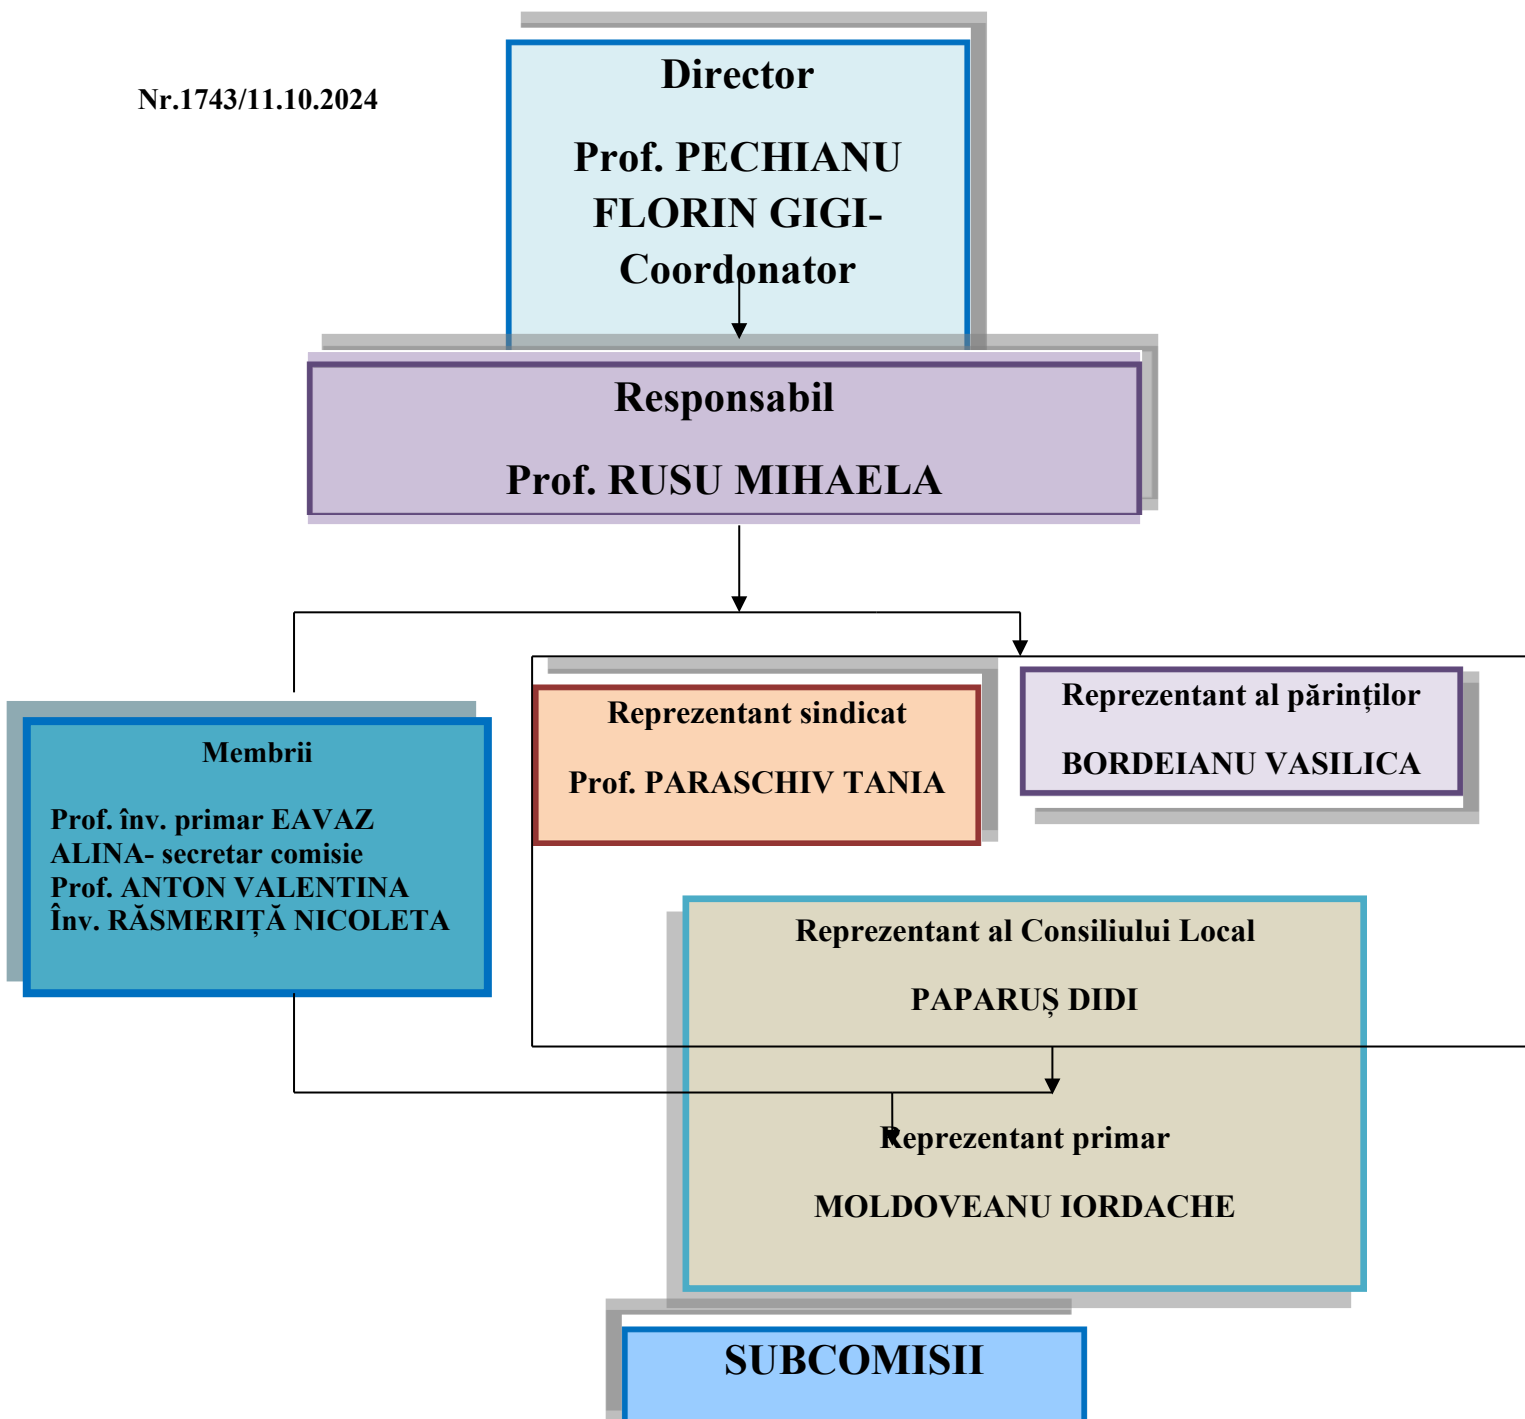 Nr.1743/11.10.2024
Director
Prof. PECHIANU
FLORIN GIGI-
Coordonator
Responsabil
Prof. RUSU MIHAELA
Membrii
Prof. înv. primar EAVAZ
ALINA- secretar comisie
Prof. ANTON VALENTINA
Înv. RĂSMERIȚĂ NICOLETA
Reprezentant sindicat
Prof. PARASCHIV TANIA
Reprezentant al părinților
BORDEIANU VASILICA
Reprezentant al Consiliului Local
PAPARUȘ DIDI
Reprezentant primar
MOLDOVEANU IORDACHE
SUBCOMISII